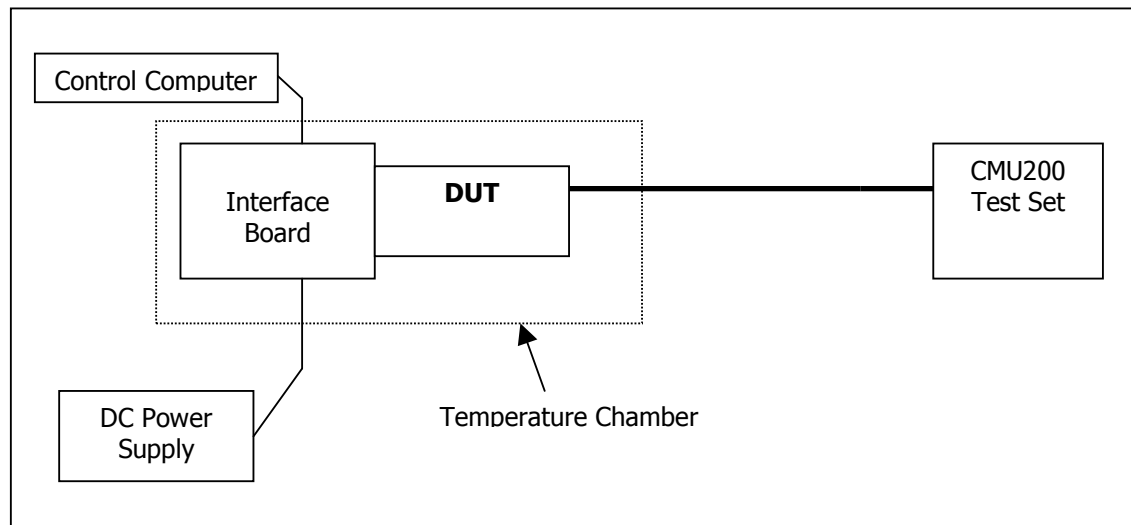 Control Computer
Interface
Board
DUT
CMU200
Test Set
DC Power
Supply
Temperature Chamber